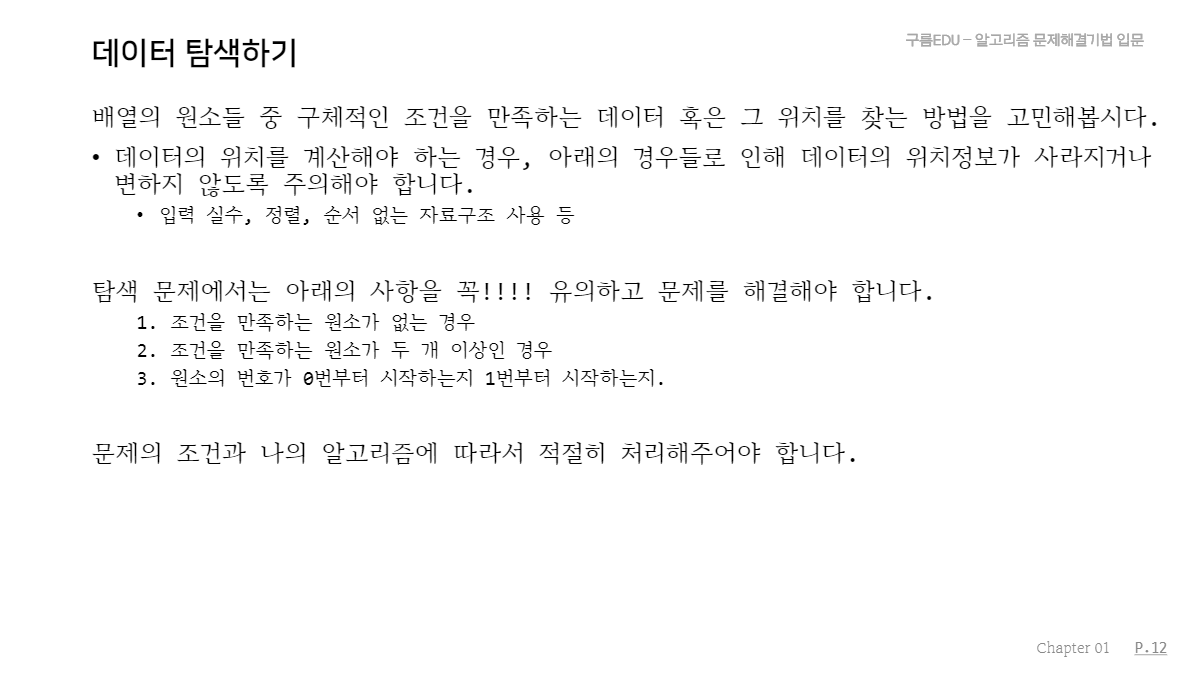 데이터 탐색하기
구름EDU – 알고리즘 문제해결기법 입문
배열의 원소들 중 구체적인 조건을 만족하는 데이터 혹은 그 위치를 찾는 방법을 고민해봅시다.
• 데이터의 위치를 계산해야 하는 경우, 아래의 경우들로 인해 데이터의 위치정보가 사라지거나
변하지 않도록 주의해야 합니다.
• 입력 실수, 정렬, 순서 없는 자료구조 사용 등
탐색 문제에서는 아래의 사항을 꼭!!!! 유의하고 문제를 해결해야 합니다.
1. 조건을 만족하는 원소가 없는 경우
2. 조건을 만족하는 원소가 두 개 이상인 경우
3. 원소의 번호가 0번부터 시작하는지 1번부터 시작하는지.
문제의 조건과 나의 알고리즘에 따라서 적절히 처리해주어야 합니다.
Chapter 01 P.12